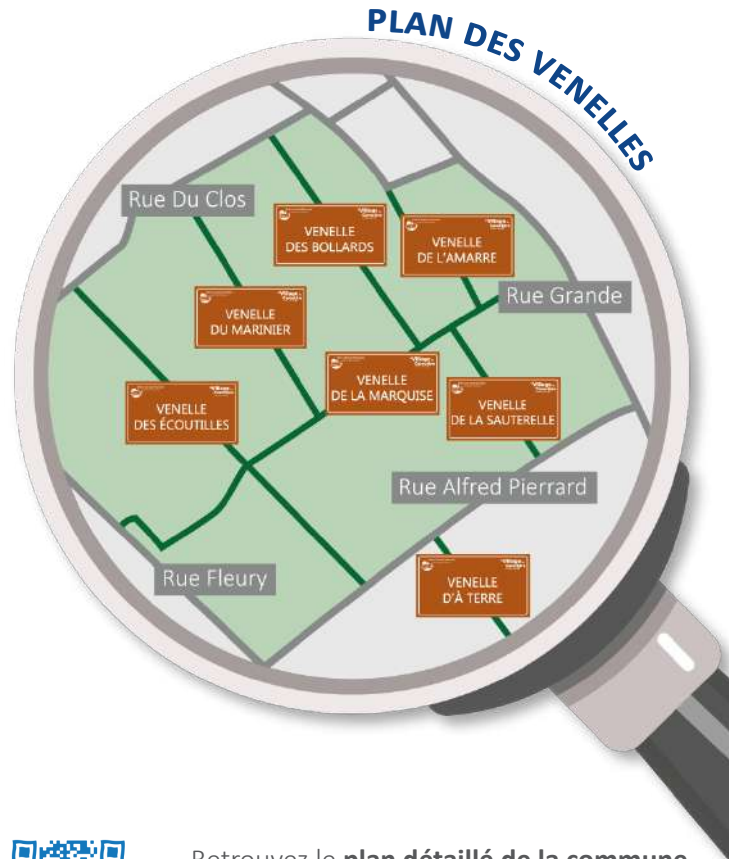 PLAN DES VENELLES
Rue Du Clos
VENELLE
DES BOLLARDS
VENELLE
DE L'AMARRE
Rue Grande
VENELLE
DU MARINIER
VENELLE
DE LA MARQUISE
VENELLE
DES ÉCOUTILLES
VENELLE
DE LA SAUTERELLE
Rue Alfred Pierrard
Rue Fleury
VENELLE
D'À TERRE
Retrouvez le plan détaillé de la commune